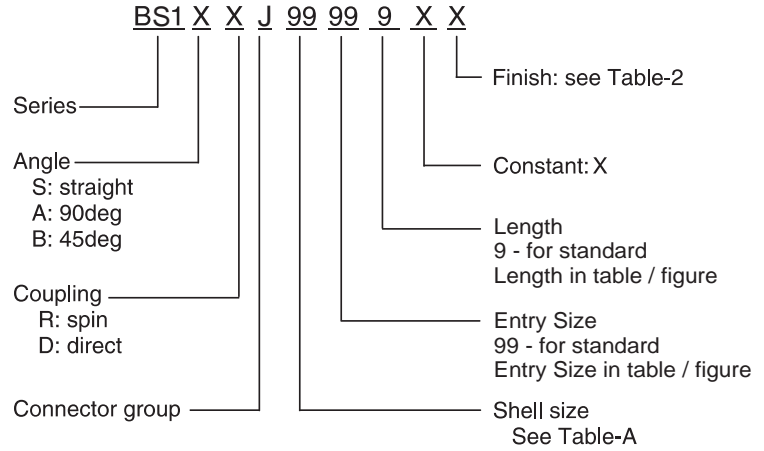 BS1 X X J 99 99 9 X X
Series
Angle
S: straight
A: 90deg
B: 45deg
Coupling
R: spin
D: direct
Connector group
Finish: see Table-2
Constant: X
Length
9 - for standard
Length in table / figure
Entry Size
99 - for standard
Entry Size in table / figure
Shell size
See Table-A